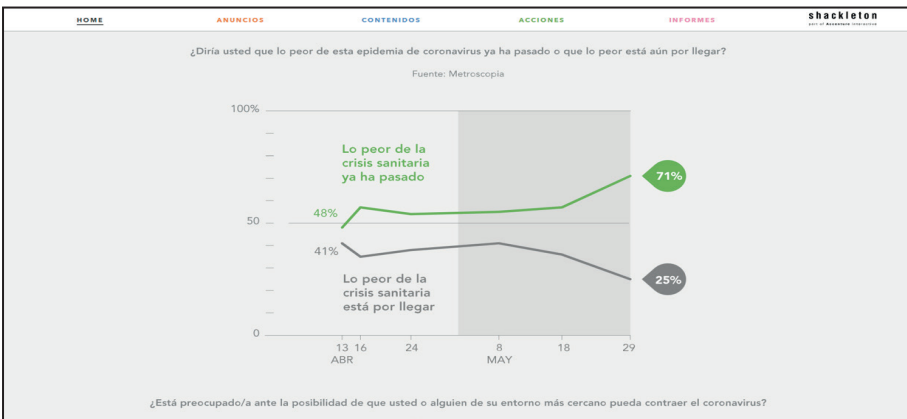 HOME ANUNCIOS CONTENIDOS ACCIONES INFORMES shackleton
part of Accenture Interactive
¿Diría usted que lo peor de esta epidemia de coronavirus ya ha pasado o que lo peor está aún por llegar?
Fuente: Metroscopia
100%
Lo peor de la
crisis sanitaria
ya ha pasado
71%
48%
50
41%
Lo peor de la
crisis sanitaria
está por llegar
25%
0
13 16 24 8 18 29
ABR MAY
¿Está preocupado/a ante la posibilidad de que usted o alguien de su entorno más cercano pueda contraer el coronavirus?